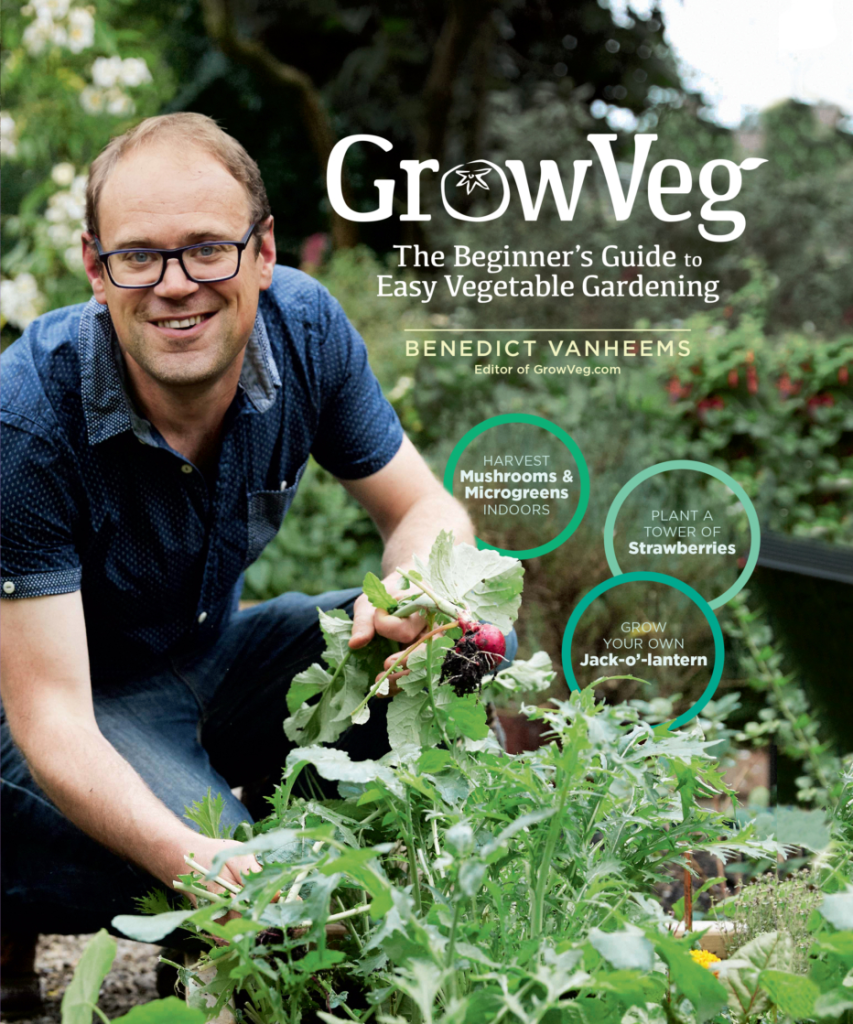 GrowVeg
The Beginner's Guide to
Easy Vegetable Gardening
BENEDICT VANHEEMS
Editor of GrowVeg.com
HARVEST
Mushrooms &
Microgreens
INDOORS
PLANT A
TOWER OF
Strawberries
GROW
YOUR OWN
Jack-o'-lantern